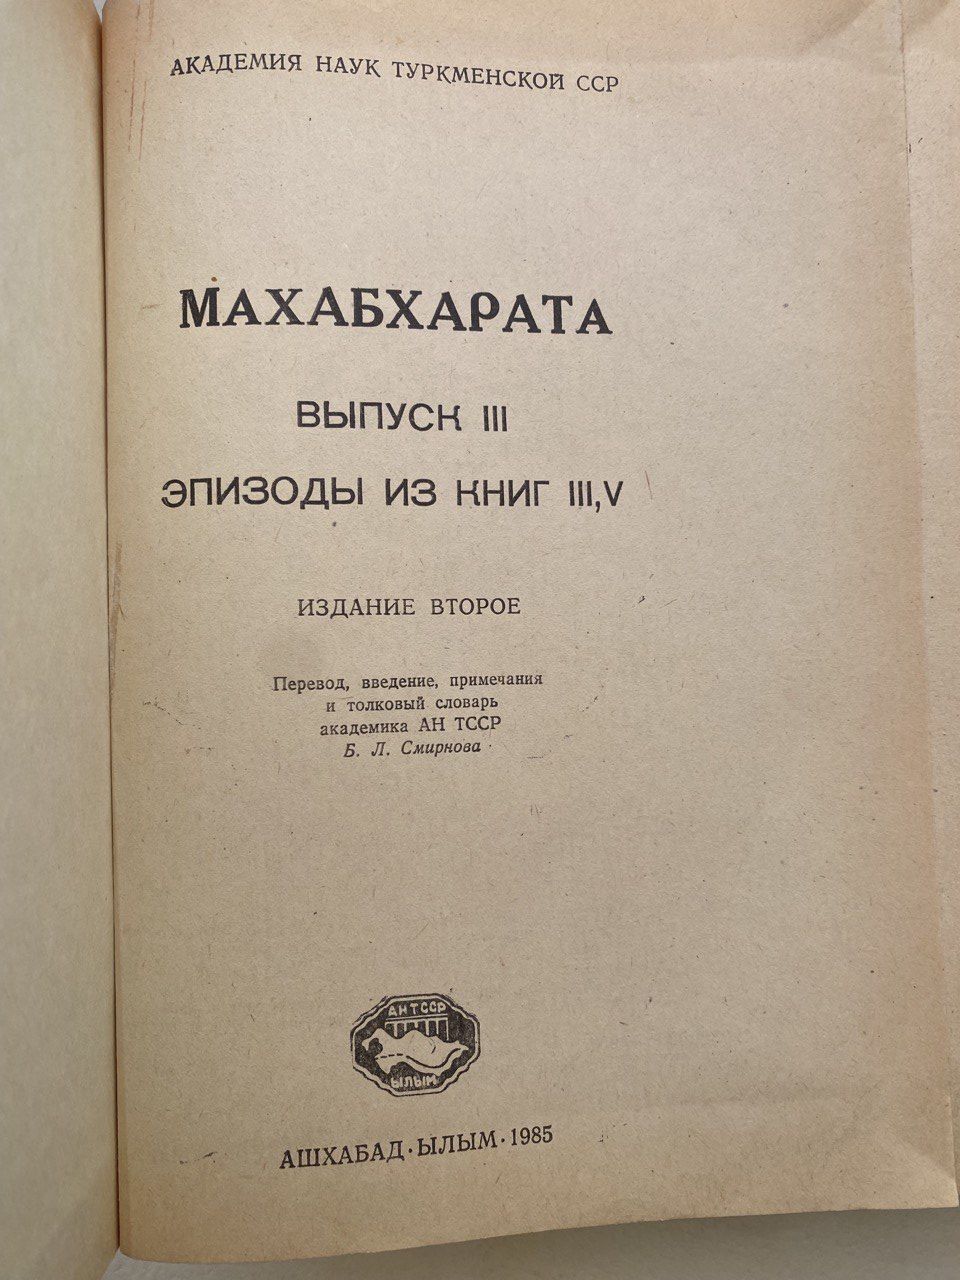 АКАДЕМИЯ НАУК ТУРКМЕНСКОЙ ССР
МАХАБХАРАТА
ВЫПУСК III
ЭПИЗОДЫ ИЗ КНИГ III,V
ИЗДАНИЕ ВТОРОЕ
Перевод, введение, примечания
и толковый словарь
академика АН ТССР
Б. Л. Смирнова
АН ТССР
ЫЛЫМ
АШХАБАД·ЫЛЫМ·1985